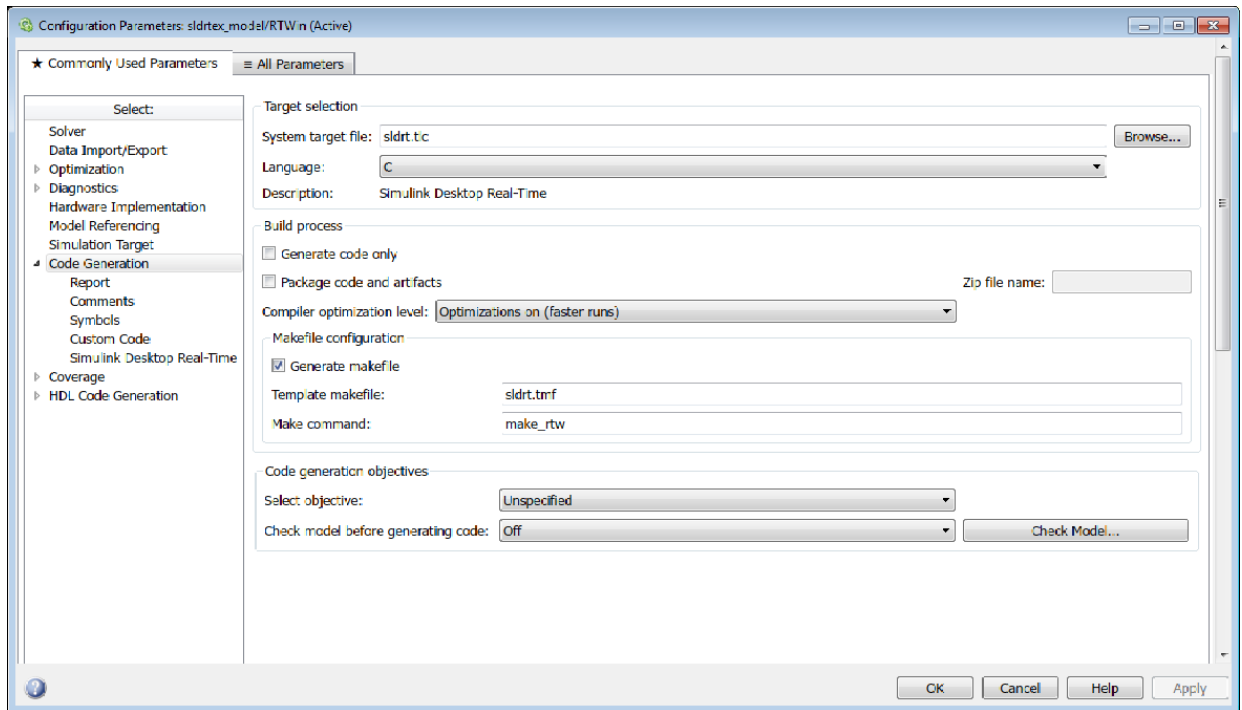 Configuration Parameters: sldrtex_model/RTWin (Active)
★ Commonly Used Parameters
≡ All Parameters
Select:
Solver
Data Import/Export
Optimization
Diagnostics
Hardware Implementation
Model Referencing
Simulation Target
Code Generation
Report
Comments
Symbols
Custom Code
Simulink Desktop Real-Time
Coverage
HDL Code Generation
Target selection
System target file: sldrt.tlc Browse...
Language: C
Description: Simulink Desktop Real-Time
Build process
Generate code only
Package code and artifacts Zip file name:
Compiler optimization level: Optimizations on (faster runs)
Makefile configuration
Generate makefile
Template makefile: sldrt.tmf
Make command: make_rtw
Code generation objectives
Select objective: Unspecified
Check model before generating code: Off Check Model...
OK Cancel Help Apply